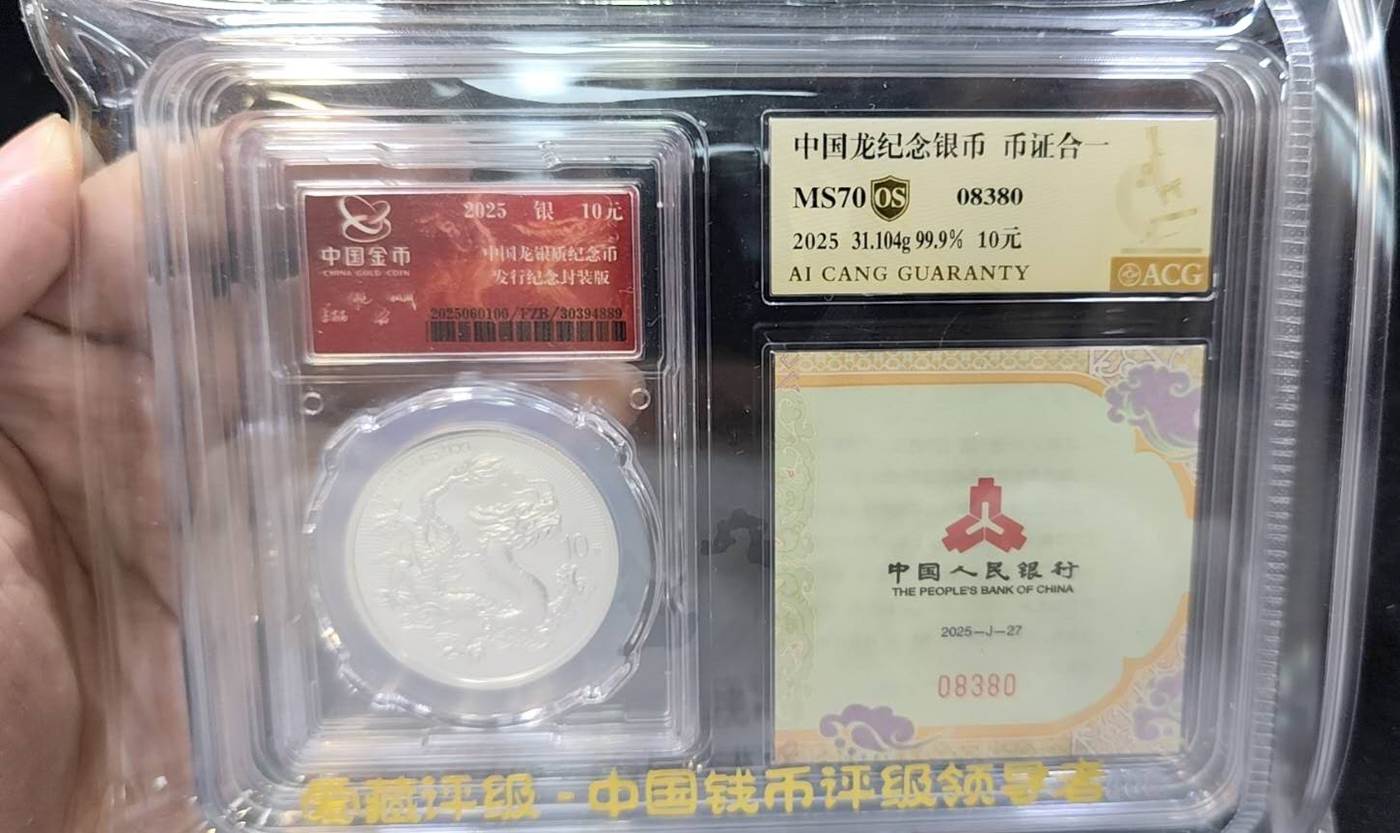 2025 银 10元
中国金币
CHINA GOLD COIN
中国龙银质纪念币
发行纪念封装版
2025060100/FZB/30394889
10
中国龙纪念银币 币证合一
MS70 OS 08380
2025 31.104g 99.9% 10元
AI CANG GUARANTY
ACG
中国人民银行
THE PEOPLE'S BANK OF CHINA
2025-J-27
08380
爱藏评级-中国钱币评级领导者